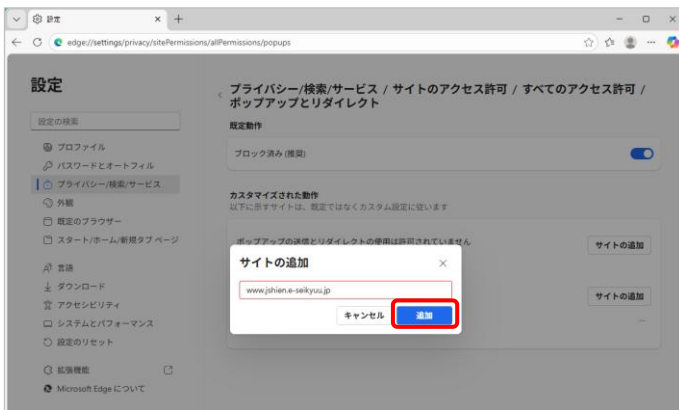 設定
edge://settings/privacy/sitePermissions/allPermissions/popups
設定
プライバシー/検索/サービス / サイトのアクセス許可 / すべてのアクセス許可 /
ポップアップとリダイレクト
設定の検索
既定動作
プロファイル
ブロック済み (推奨)
パスワードとオートフィル
プライバシー/検索/サービス
外観
カスタマイズされた動作
以下に示すサイトは、既定ではなくカスタム設定に従います
既定のブラウザー
スタート/ホーム/新規タブ ページ
ポップアップの送信とリダイレクトの使用は許可されていません
サイトの追加
言語
ダウンロード
アクセシビリティ
システムとパフォーマンス
設定のリセット
拡張機能
Microsoft Edge について
サイトの追加
サイトの追加
www.jshien.e-seikyuu.jp
キャンセル
追加